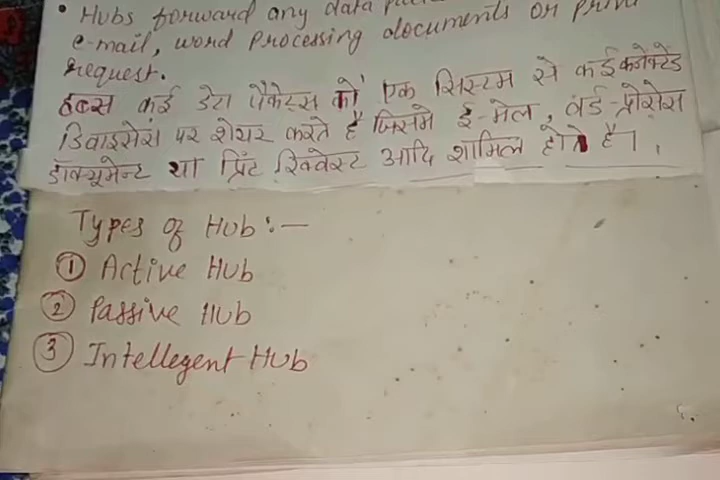 • Hubs forward any data
e-mail, word processing documents or print
request.
हब्स कई डेटा पैकेट्स को एक सिस्टम से कई कनेक्टेड
डिवाइसेस पर शेयर करते हैं जिसमे ई-मेल, वर्ड-प्रोसेस
डॉक्यूमेन्ट या प्रिंट रिक्वेस्ट आदि शामिल होते हैं।
Types of Hub :—
① Active Hub
② Passive Hub
③ Intellegent Hub